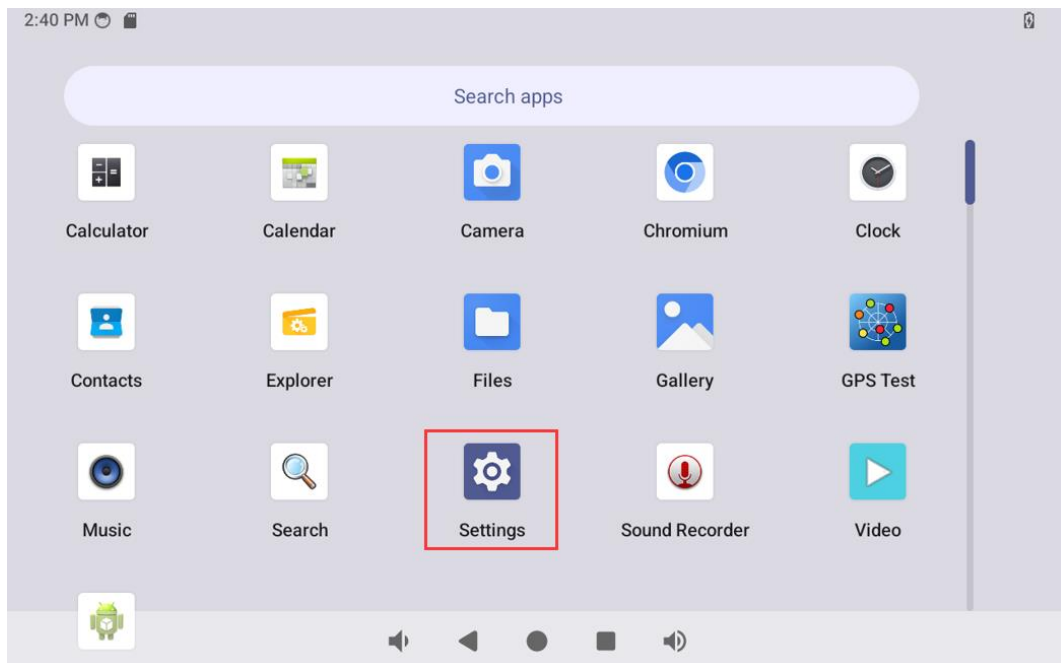 2:40 PM
Search apps
Calculator Calendar Camera Chromium Clock
Contacts Explorer Files Gallery GPS Test
Music Search Settings Sound Recorder Video